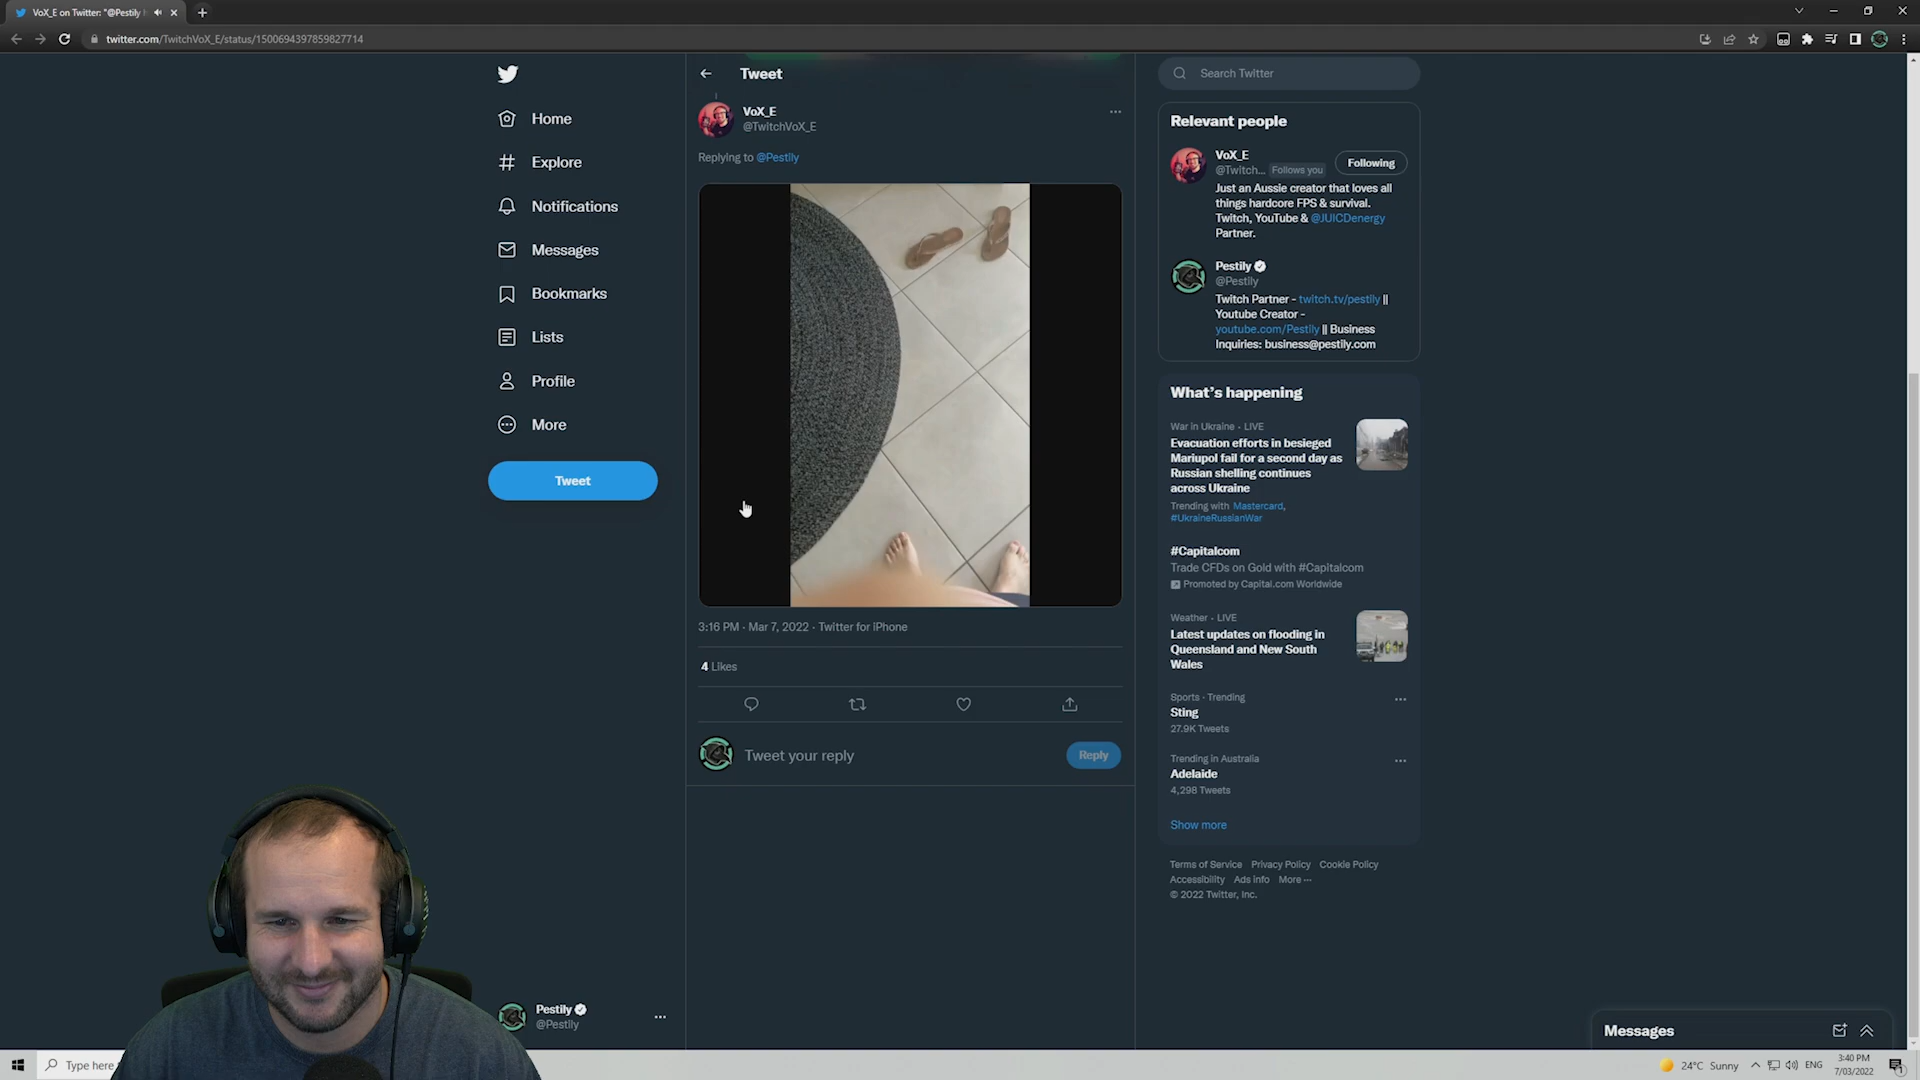 VoX_E on Twitter: "@Pestily
twitter.com/TwitchVoX_E/status/1500694397859827714
Home
Explore
Notifications
Messages
Bookmarks
Lists
Profile
More
Tweet
Pestily
@Pestily
Tweet
VoX_E
@TwitchVoX_E
Replying to @Pestily
3:16 PM · Mar 7, 2022 · Twitter for iPhone
4 Likes
Tweet your reply
Reply
Search Twitter
Relevant people
VoX_E
@Twitch... Follows you
Following
Just an Aussie creator that loves all
things hardcore FPS & survival.
Twitch, YouTube & @JUICDenergy
Partner.
Pestily
@Pestily
Twitch Partner - twitch.tv/pestily ||
Youtube Creator -
youtube.com/Pestily || Business
Inquiries: business@pestily.com
What's happening
War in Ukraine · LIVE
Evacuation efforts in besieged
Mariupol fail for a second day as
Russian shelling continues
across Ukraine
Trending with Mastercard,
#UkraineRussianWar
#Capitalcom
Trade CFDs on Gold with #Capitalcom
Promoted by Capital.com Worldwide
Weather · LIVE
Latest updates on flooding in
Queensland and New South
Wales
Sports · Trending
Sting
27.9K Tweets
Trending in Australia
Adelaide
4,298 Tweets
Show more
Terms of Service Privacy Policy Cookie Policy
Accessibility Ads info More ...
© 2022 Twitter, Inc.
Messages
Type here
24°C Sunny
ENG
3:40 PM
7/03/2022